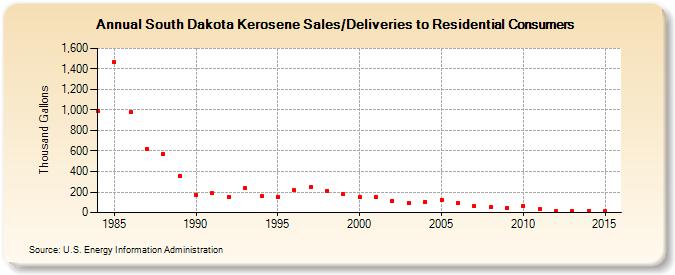 Annual South Dakota Kerosene Sales/Deliveries to Residential Consumers
Thousand Gallons
1,600
1,400
1,200
1,000
800
600
400
200
0
1985 1990 1995 2000 2005 2010 2015
Source: U.S. Energy Information Administration